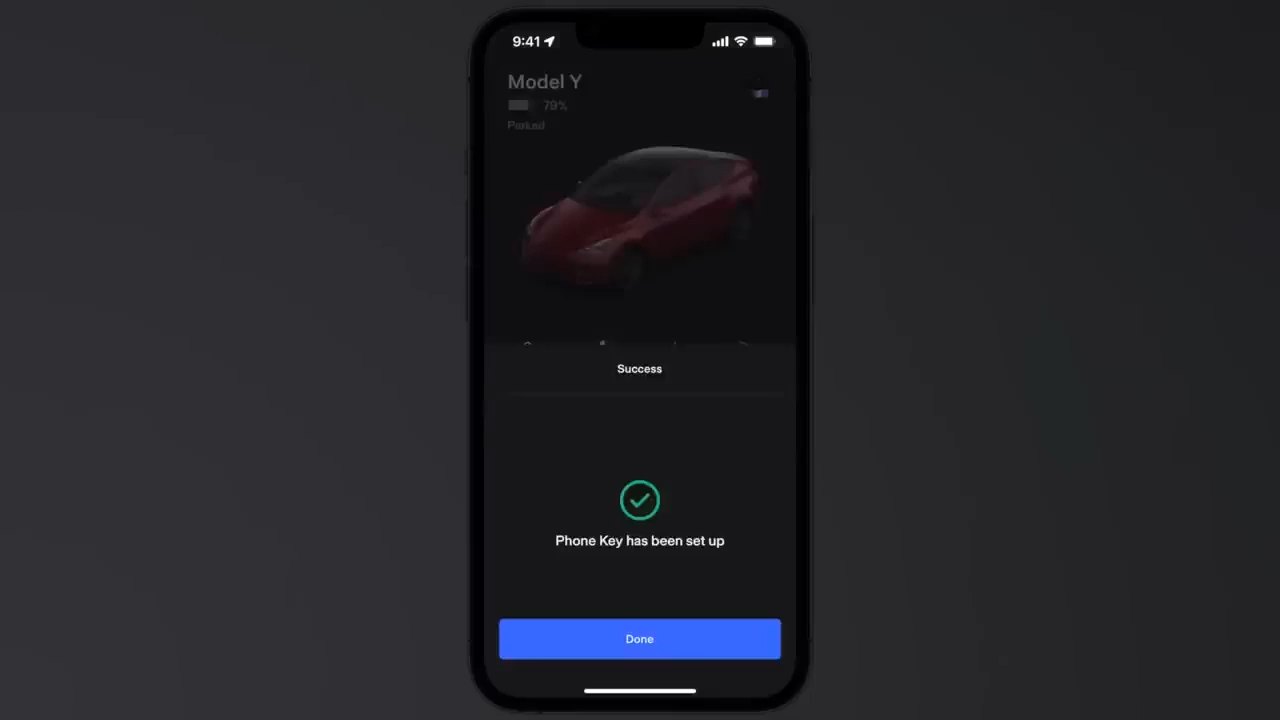 9:41
Model Y
79%
Parked
Success
Phone Key has been set up
Done